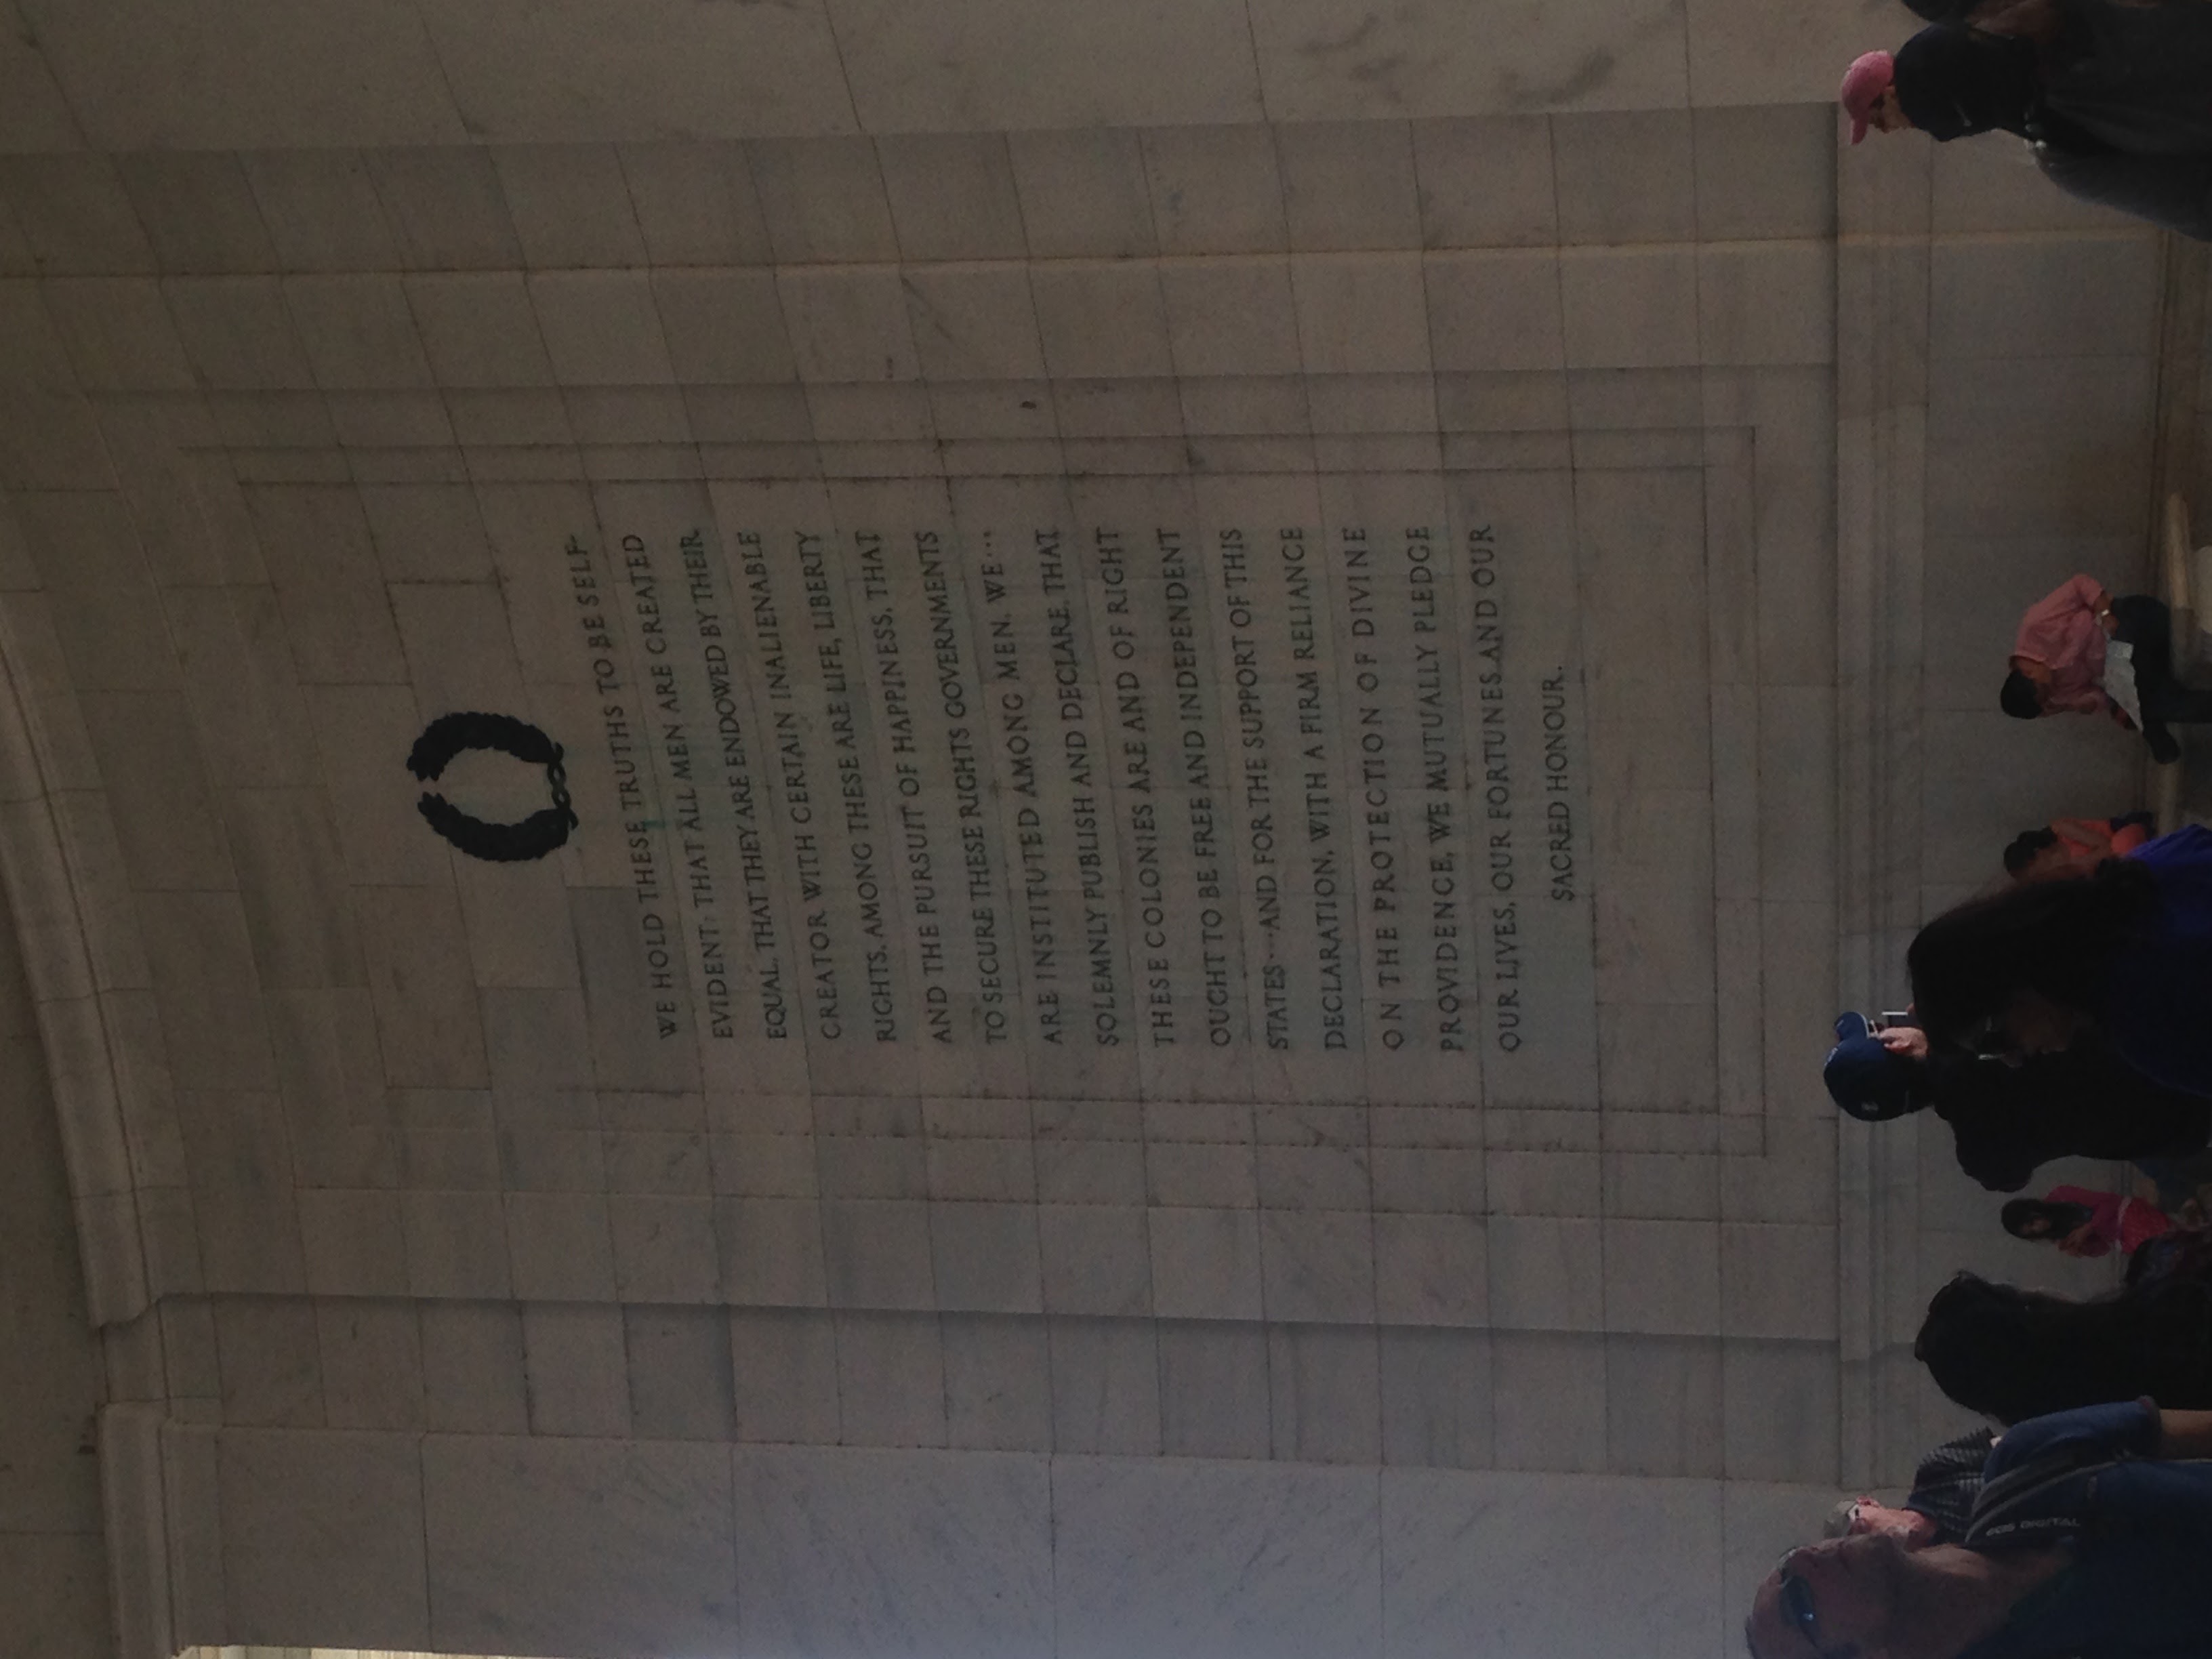 WE HOLD THESE TRUTHS TO BE SELF-
EVIDENT: THAT ALL MEN ARE CREATED
EQUAL, THAT THEY ARE ENDOWED BY THEIR
CREATOR WITH CERTAIN INALIENABLE
RIGHTS, AMONG THESE ARE LIFE, LIBERTY
AND THE PURSUIT OF HAPPINESS, THAT
TO SECURE THESE RIGHTS GOVERNMENTS
ARE INSTITUTED AMONG MEN. WE···
SOLEMNLY PUBLISH AND DECLARE, THAT
THESE COLONIES ARE AND OF RIGHT
OUGHT TO BE FREE AND INDEPENDENT
STATES···AND FOR THE SUPPORT OF THIS
DECLARATION, WITH A FIRM RELIANCE
ON THE PROTECTION OF DIVINE
PROVIDENCE, WE MUTUALLY PLEDGE
OUR LIVES, OUR FORTUNES AND OUR
SACRED HONOUR.